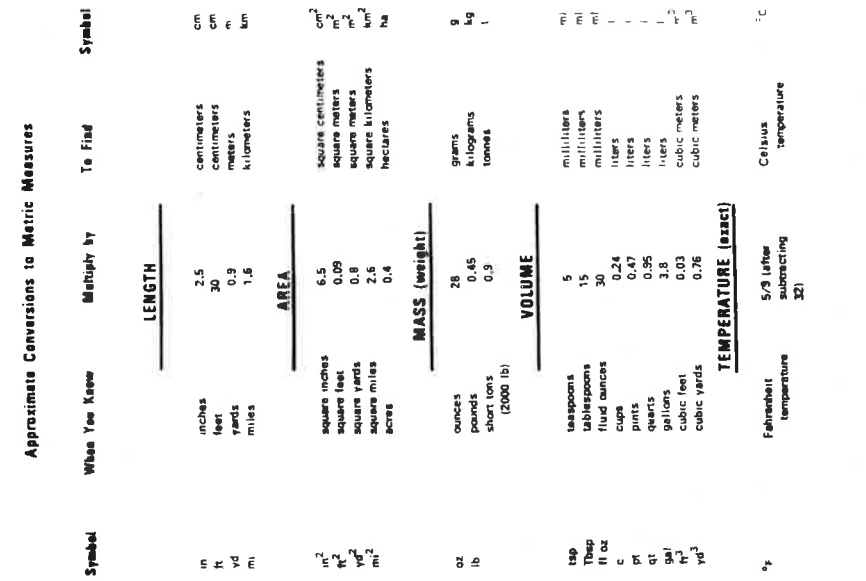 Approximate Conversions to Metric Measures
Symbol When You Know Multiply by To Find Symbol
LENGTH
in inches 2.5 centimeters cm
ft feet 30 centimeters cm
yd yards 0.9 meters m
mi miles 1.6 kilometers km
AREA
in² square inches 6.5 square centimeters cm²
ft² square feet 0.09 square meters m²
yd² square yards 0.8 square meters m²
mi² square miles 2.6 square kilometers km²
acres 0.4 hectares ha
MASS (weight)
oz ounces 28 grams g
lb pounds 0.45 kilograms kg
short tons 0.9 tonnes t
(2000 lb)
VOLUME
tsp teaspoons 5 milliliters ml
Tbsp tablespoons 15 milliliters ml
fl oz fluid ounces 30 milliliters ml
c cups 0.24 liters l
pt pints 0.47 liters l
qt quarts 0.95 liters l
gal gallons 3.8 liters l
ft³ cubic feet 0.03 cubic meters m³
yd³ cubic yards 0.76 cubic meters m³
TEMPERATURE (exact)
°F Fahrenheit 5/9 (after Celsius °C
temperature subtracting temperature
32)